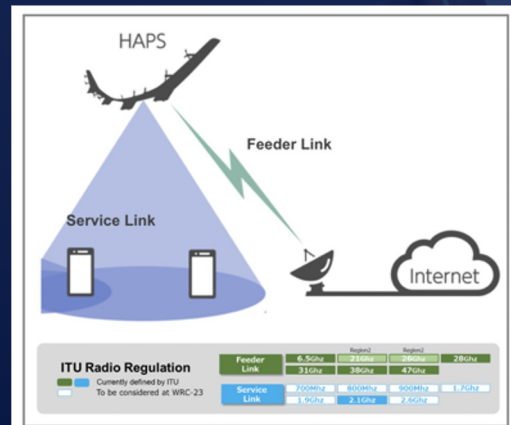 HAPS
Feeder Link
Service Link
Internet
ITU Radio Regulation
Currently defined by ITU
To be considered at WRC-23
Feeder Link
Region2 Region2
6.5Ghz 21Ghz 26Ghz 28Ghz
31Ghz 38Ghz 47Ghz
Service Link
700Mhz 800Mhz 900Mhz 1.7Ghz
1.9Ghz 2.1Ghz 2.6Ghz